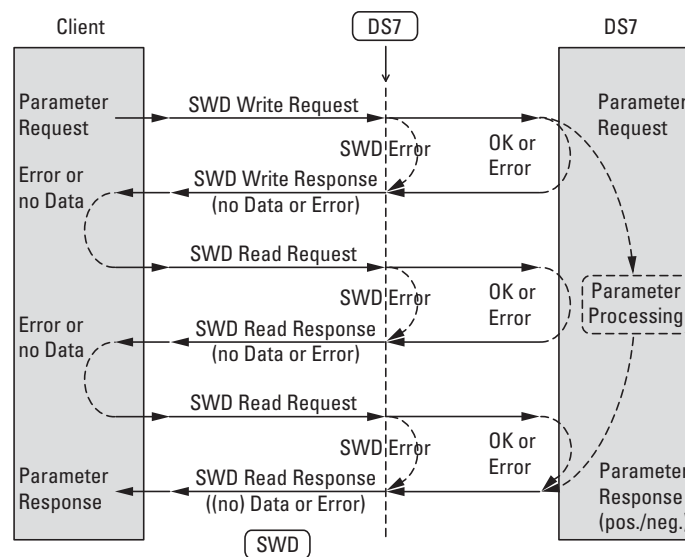 Client
DS7
DS7
Parameter
Request
SWD Write Request
Parameter
Request
SWD Error
OK or
Error
Error or
no Data
SWD Write Response
(no Data or Error)
SWD Read Request
SWD Error
OK or
Error
Parameter
Processing
Error or
no Data
SWD Read Response
(no Data or Error)
SWD Read Request
SWD Error
OK or
Error
Parameter
Response
SWD Read Response
((no) Data or Error)
Parameter
Response
(pos./neg.)
SWD